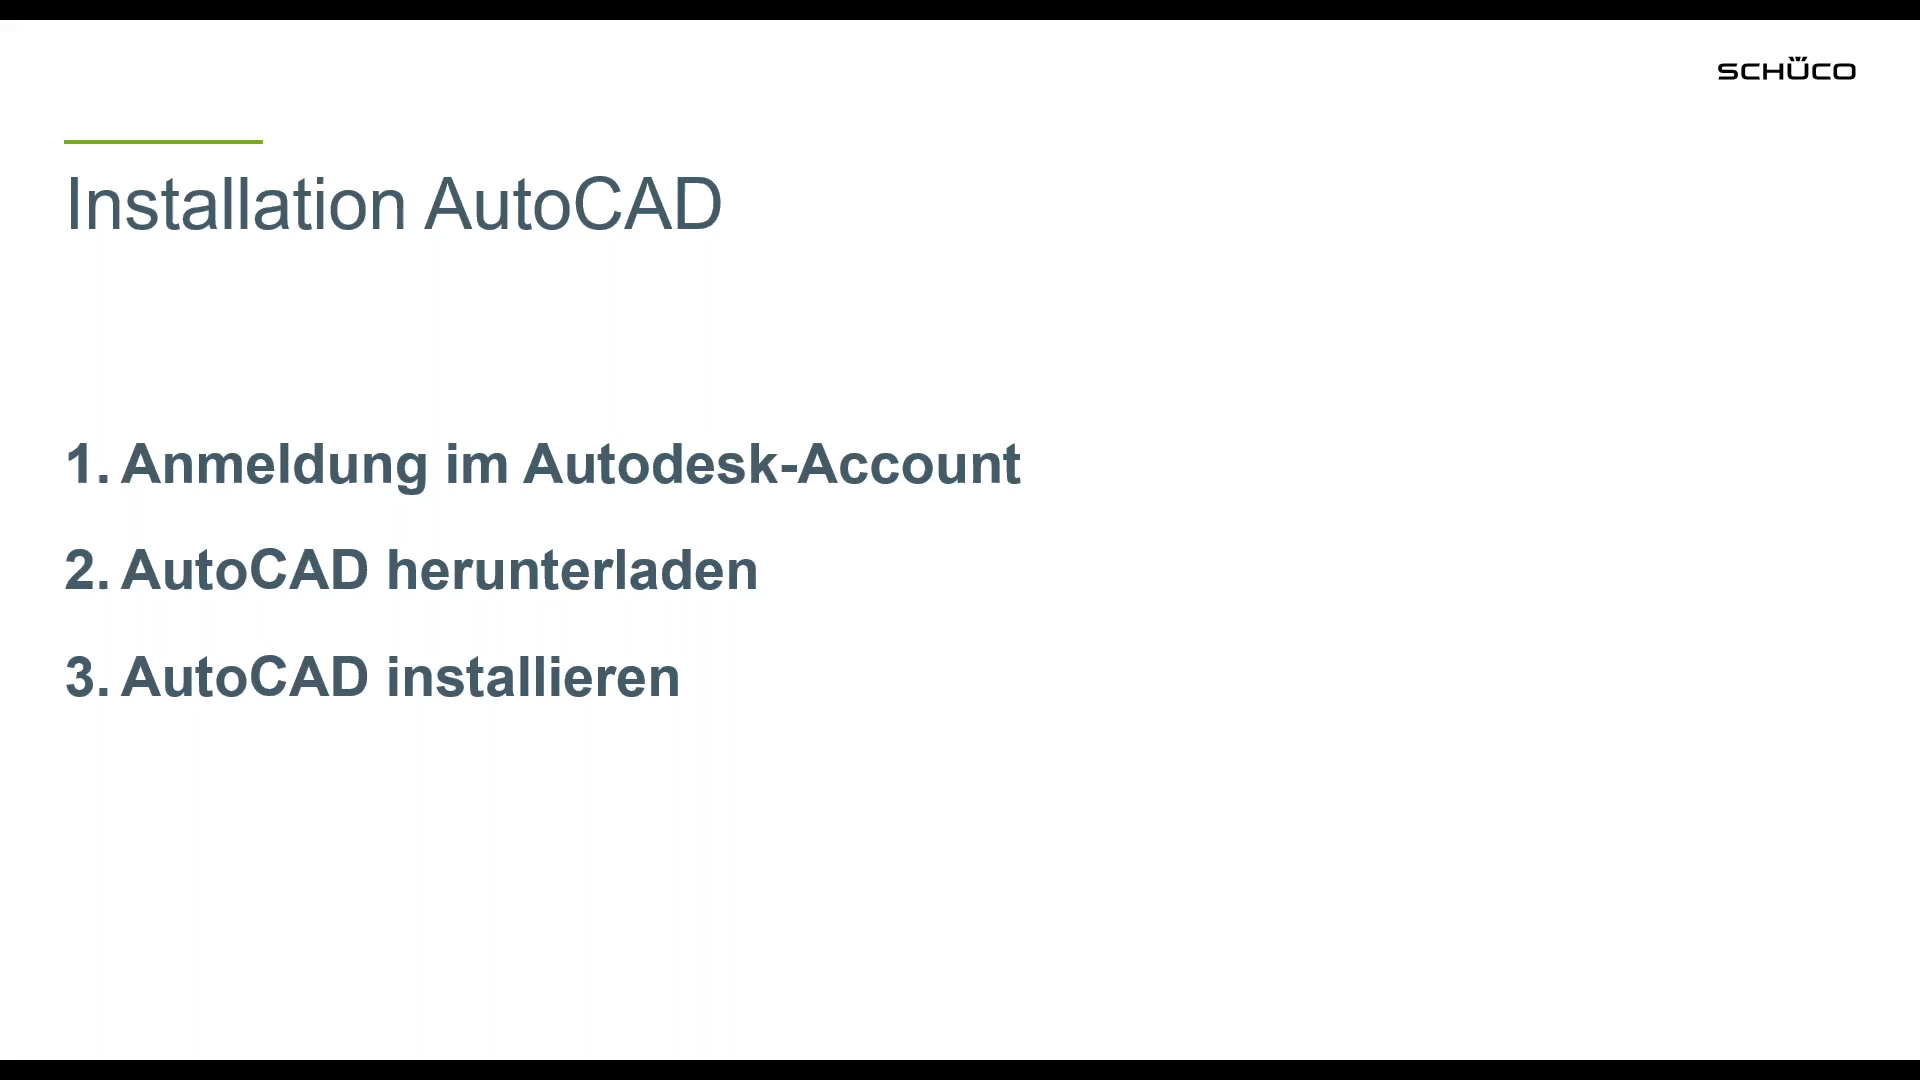 SCHÜCO
Installation AutoCAD
1. Anmeldung im Autodesk-Account
2. AutoCAD herunterladen
3. AutoCAD installieren